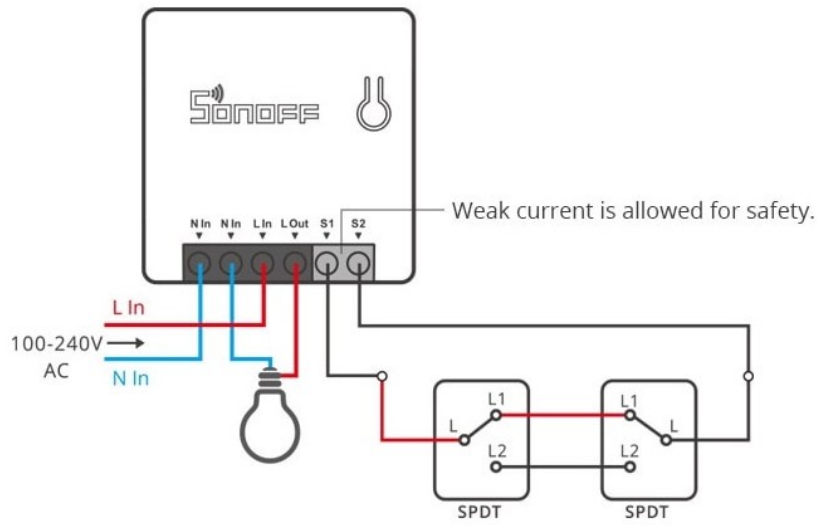 SONOFF
N In N In L In L Out S1 S2
Weak current is allowed for safety.
L In
100-240V
AC
N In
L1 L1
L L
L2 L2
SPDT SPDT